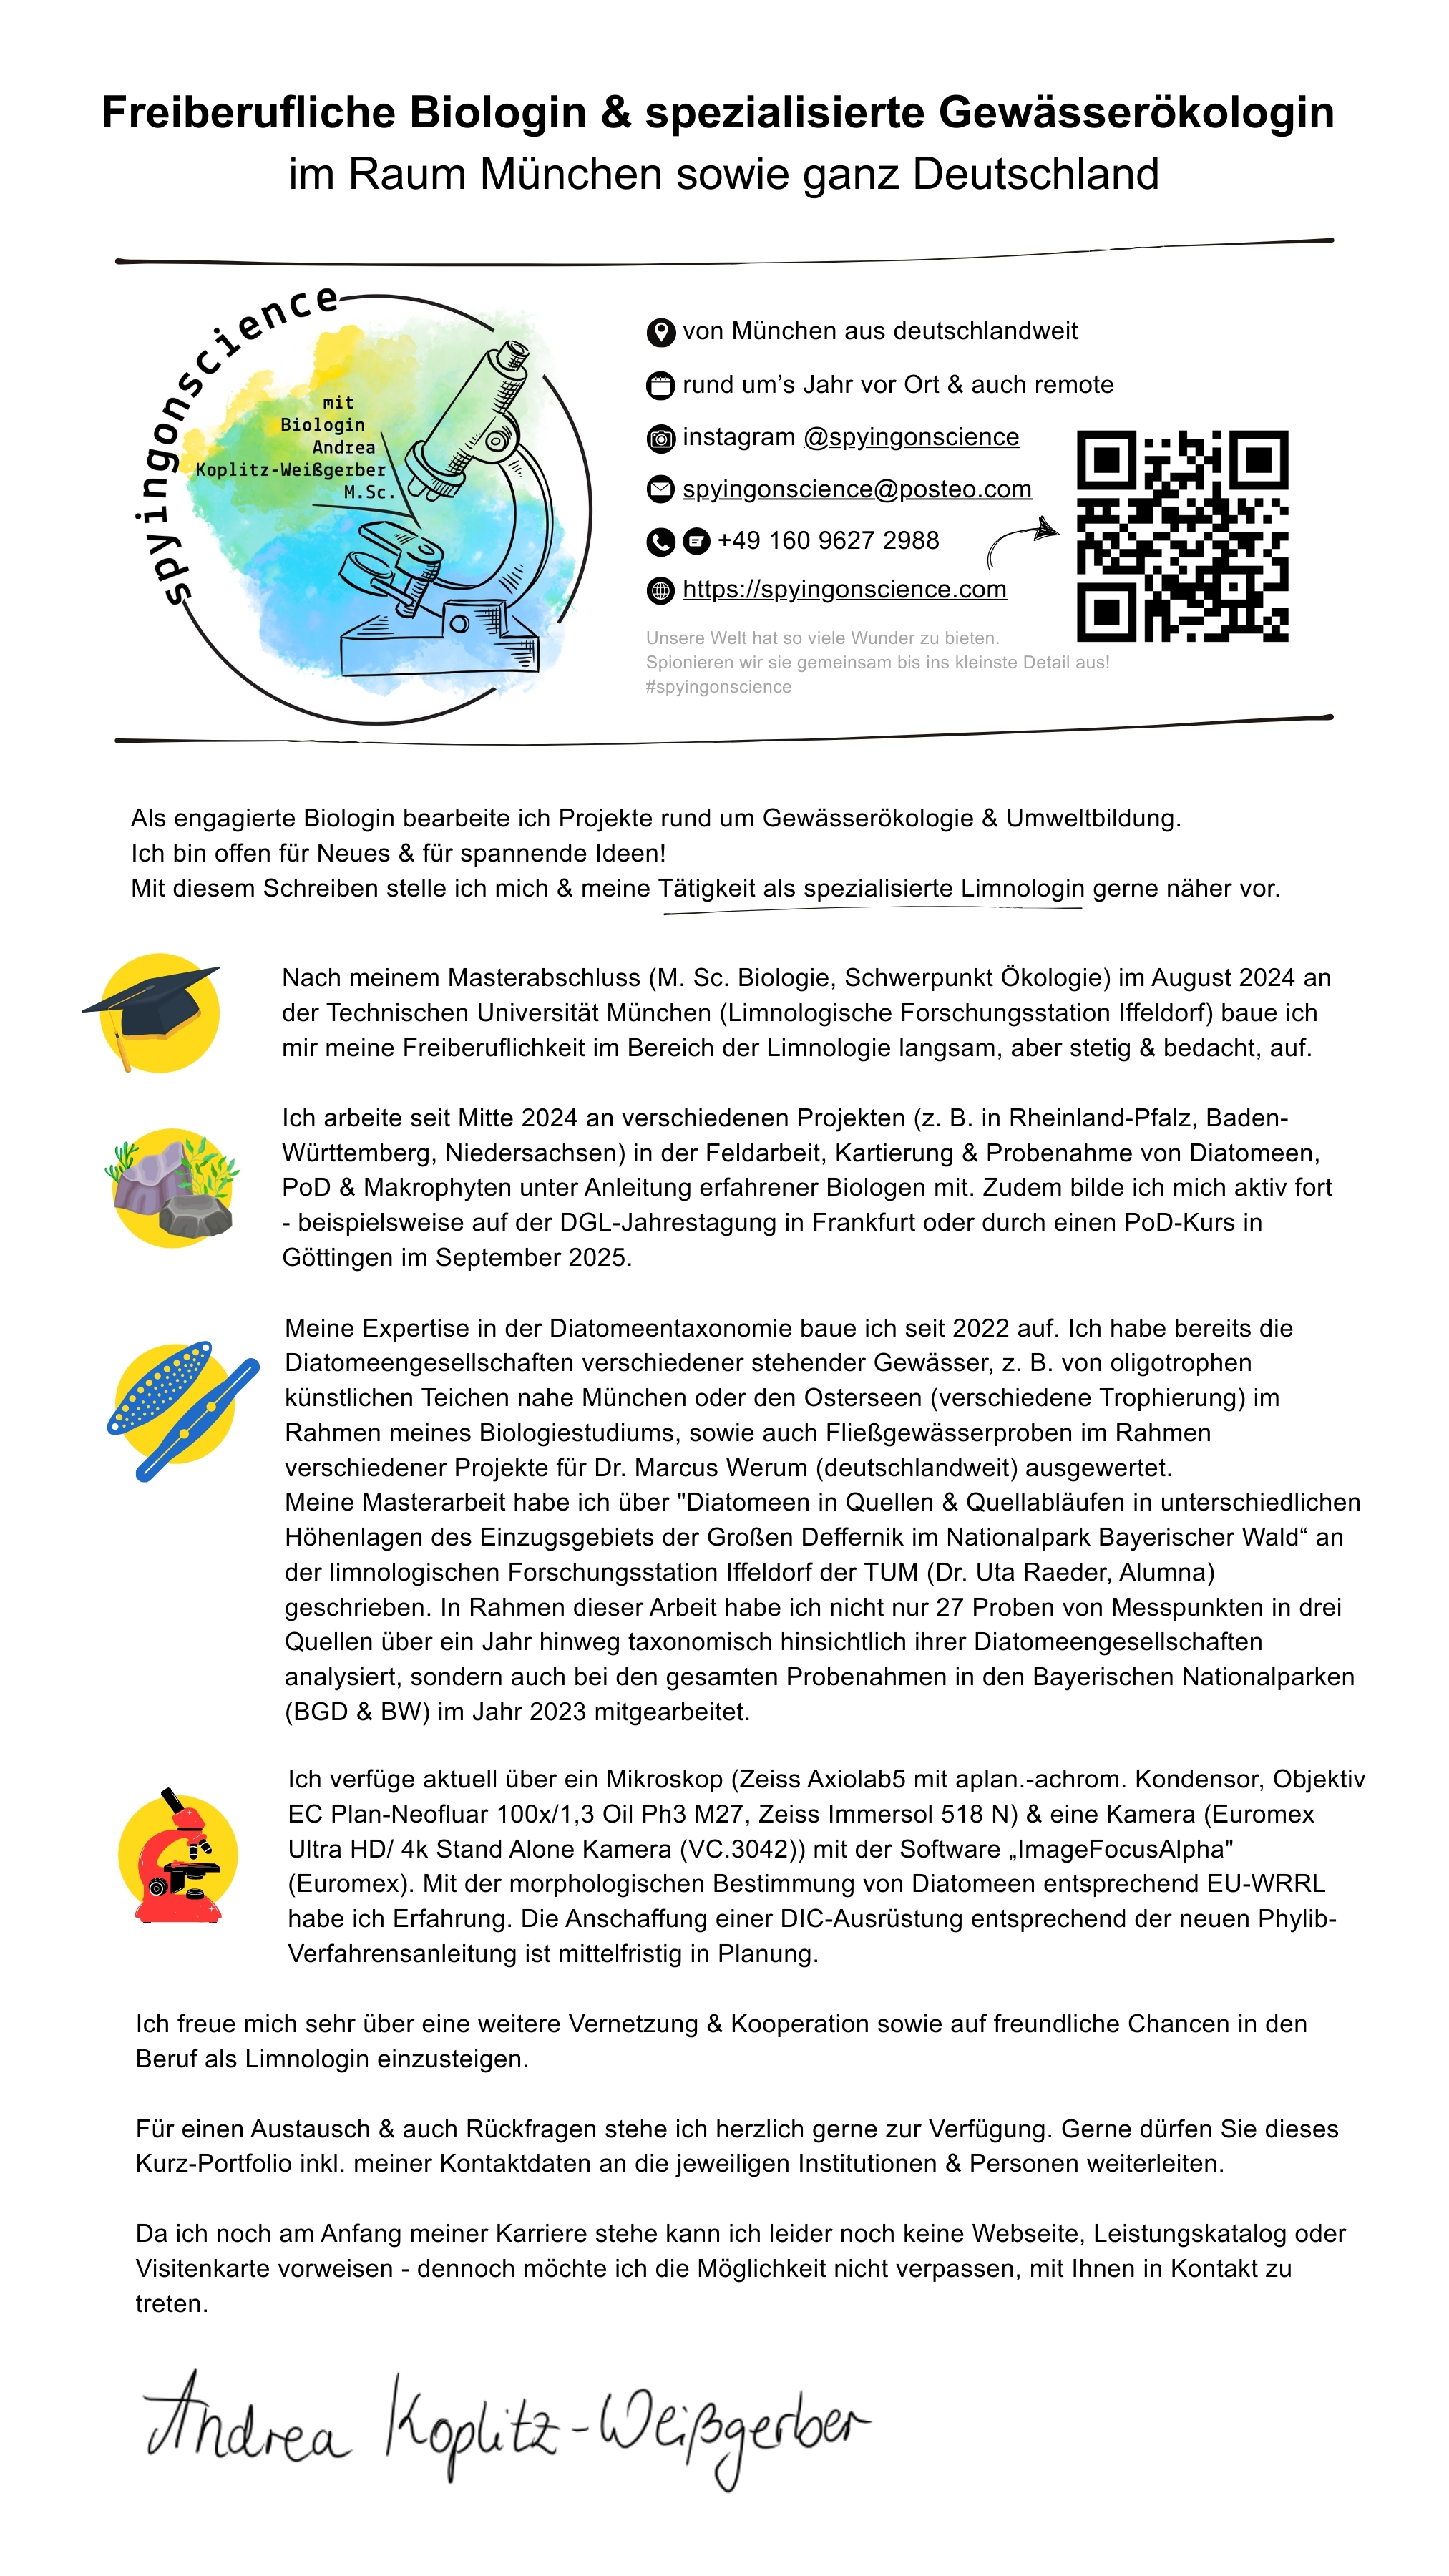 Freiberufliche Biologin & spezialisierte Gewässerökologin
im Raum München sowie ganz Deutschland
spyingonscience
mit
Biologin
Andrea
Koplitz-Weißgerber
M.Sc.
von München aus deutschlandweit
rund um’s Jahr vor Ort & auch remote
instagram @spyingonscience
spyingonscience@posteo.com
+49 160 9627 2988
https://spyingonscience.com
Unsere Welt hat so viele Wunder zu bieten.
Spionieren wir sie gemeinsam bis ins kleinste Detail aus!
#spyingonscience
Als engagierte Biologin bearbeite ich Projekte rund um Gewässerökologie & Umweltbildung.
Ich bin offen für Neues & für spannende Ideen!
Mit diesem Schreiben stelle ich mich & meine Tätigkeit als spezialisierte Limnologin gerne näher vor.
Nach meinem Masterabschluss (M. Sc. Biologie, Schwerpunkt Ökologie) im August 2024 an
der Technischen Universität München (Limnologische Forschungsstation Iffeldorf) baue ich
mir meine Freiberuflichkeit im Bereich der Limnologie langsam, aber stetig & bedacht, auf.
Ich arbeite seit Mitte 2024 an verschiedenen Projekten (z. B. in Rheinland-Pfalz, Baden-
Württemberg, Niedersachsen) in der Feldarbeit, Kartierung & Probenahme von Diatomeen,
PoD & Makrophyten unter Anleitung erfahrener Biologen mit. Zudem bilde ich mich aktiv fort
- beispielsweise auf der DGL-Jahrestagung in Frankfurt oder durch einen PoD-Kurs in
Göttingen im September 2025.
Meine Expertise in der Diatomeentaxonomie baue ich seit 2022 auf. Ich habe bereits die
Diatomeengesellschaften verschiedener stehender Gewässer, z. B. von oligotrophen
künstlichen Teichen nahe München oder den Osterseen (verschiedene Trophierung) im
Rahmen meines Biologiestudiums, sowie auch Fließgewässerproben im Rahmen
verschiedener Projekte für Dr. Marcus Werum (deutschlandweit) ausgewertet.
Meine Masterarbeit habe ich über "Diatomeen in Quellen & Quellabläufen in unterschiedlichen
Höhenlagen des Einzugsgebiets der Großen Deffernik im Nationalpark Bayerischer Wald“ an
der limnologischen Forschungsstation Iffeldorf der TUM (Dr. Uta Raeder, Alumna)
geschrieben. In Rahmen dieser Arbeit habe ich nicht nur 27 Proben von Messpunkten in drei
Quellen über ein Jahr hinweg taxonomisch hinsichtlich ihrer Diatomeengesellschaften
analysiert, sondern auch bei den gesamten Probenahmen in den Bayerischen Nationalparken
(BGD & BW) im Jahr 2023 mitgearbeitet.
Ich verfüge aktuell über ein Mikroskop (Zeiss Axiolab5 mit aplan.-achrom. Kondensor, Objektiv
EC Plan-Neofluar 100x/1,3 Oil Ph3 M27, Zeiss Immersol 518 N) & eine Kamera (Euromex
Ultra HD/ 4k Stand Alone Kamera (VC.3042)) mit der Software „ImageFocusAlpha"
(Euromex). Mit der morphologischen Bestimmung von Diatomeen entsprechend EU-WRRL
habe ich Erfahrung. Die Anschaffung einer DIC-Ausrüstung entsprechend der neuen Phylib-
Verfahrensanleitung ist mittelfristig in Planung.
Ich freue mich sehr über eine weitere Vernetzung & Kooperation sowie auf freundliche Chancen in den
Beruf als Limnologin einzusteigen.
Für einen Austausch & auch Rückfragen stehe ich herzlich gerne zur Verfügung. Gerne dürfen Sie dieses
Kurz-Portfolio inkl. meiner Kontaktdaten an die jeweiligen Institutionen & Personen weiterleiten.
Da ich noch am Anfang meiner Karriere stehe kann ich leider noch keine Webseite, Leistungskatalog oder
Visitenkarte vorweisen - dennoch möchte ich die Möglichkeit nicht verpassen, mit Ihnen in Kontakt zu
treten.
Andrea Koplitz-Weißgerber